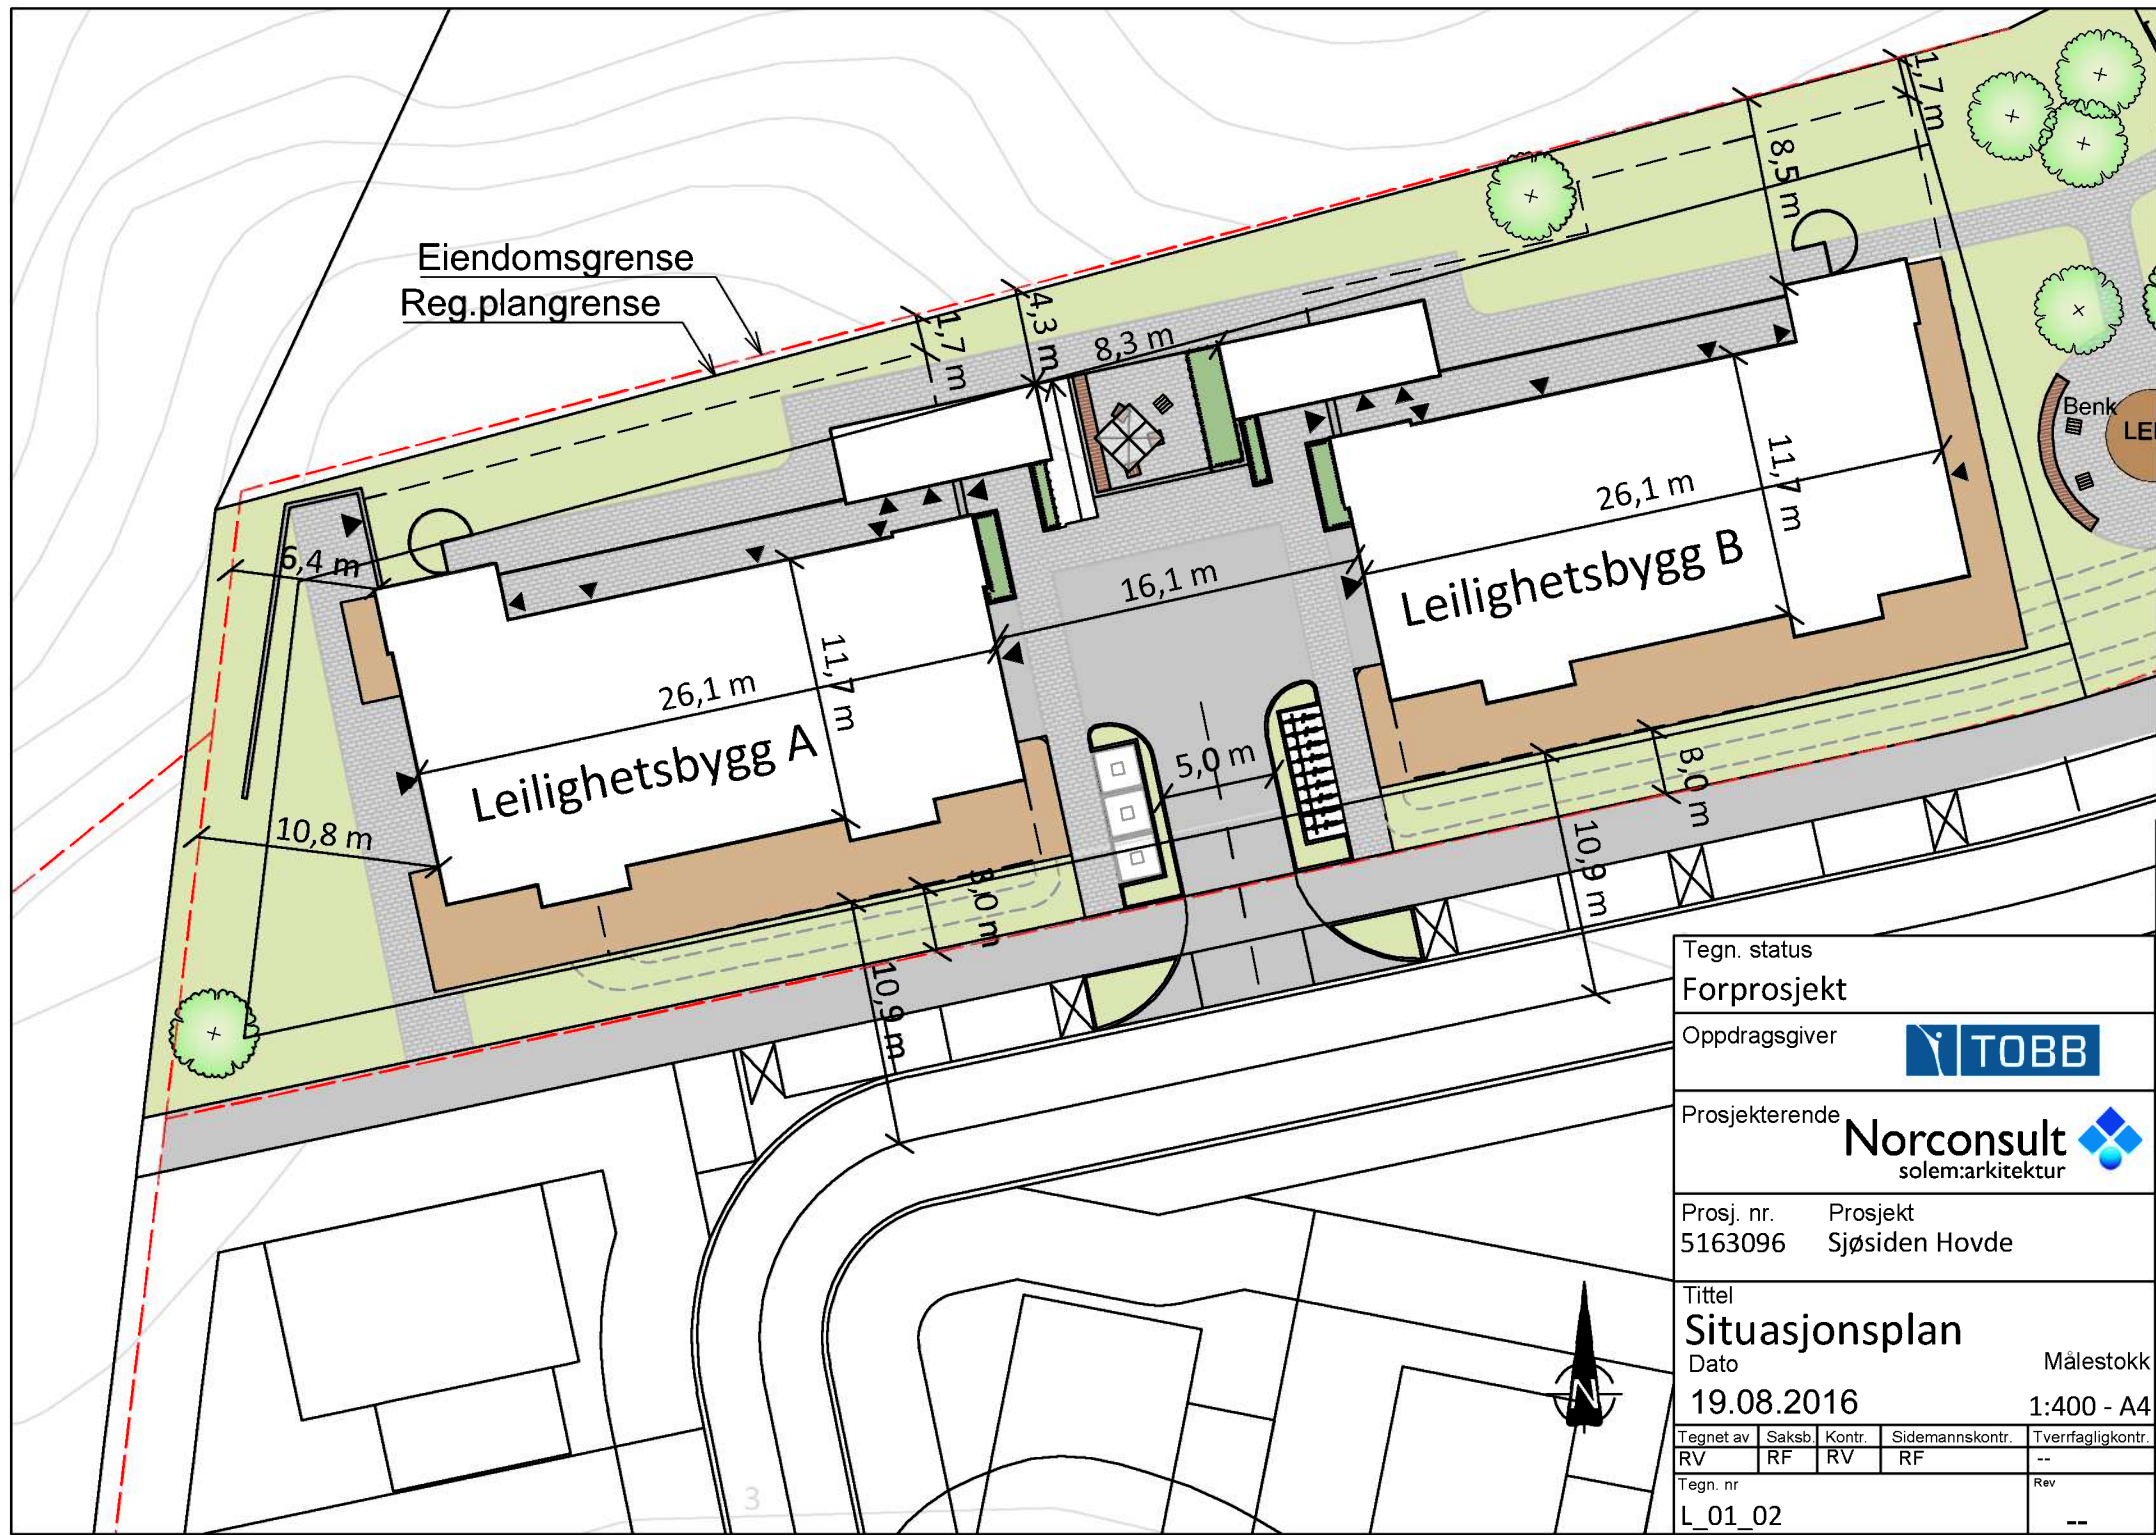 1,7 m
8,5 m
Eiendomsgrense
Reg.plangrense
1,7 m
4,3 m
8,3 m
Benk
11,7 m
26,1 m
Leilighetsbygg B
6,4 m
16,1 m
11,7 m
26,1 m
Leilighetsbygg A
5,0 m
3,0 m
10,8 m
10,9 m
3,0 m
10,9 m
Tegn. status
Forprosjekt
Oppdragsgiver
TOBB
Prosjekterende
Norconsult
solem:arkitektur
Prosj. nr. Prosjekt
5163096 Sjøsiden Hovde
Tittel
Situasjonsplan
Dato Målestokk
19.08.2016 1:400 - A4
Tegnet av Saksb. Kontr. Sidemannskontr. Tverrfagligkontr.
RV RF RV RF --
Tegn. nr Rev
L_01_02 --
N
3